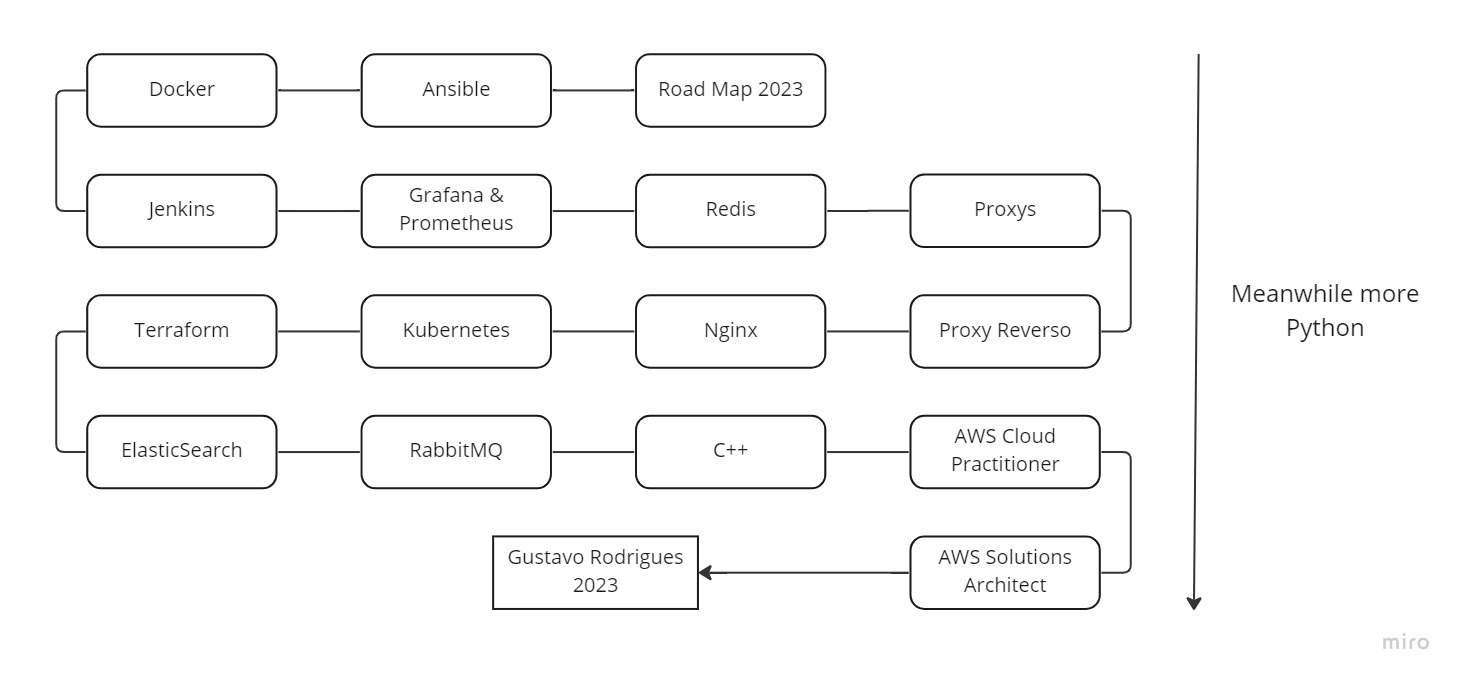 Docker
Ansible
Road Map 2023
Jenkins
Grafana &
Prometheus
Redis
Proxys
Terraform
Kubernetes
Nginx
Proxy Reverso
ElasticSearch
RabbitMQ
C++
AWS Cloud
Practitioner
Gustavo Rodrigues
2023
AWS Solutions
Architect
Meanwhile more
Python
miro